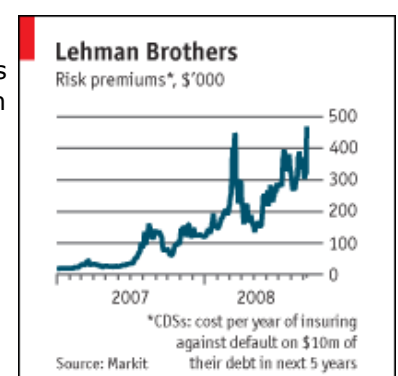 Lehman Brothers
s
Risk premiums*, $'000
n
500
400
300
200
100
0
2007 2008
*CDSs: cost per year of insuring
against default on $10m of
Source: Markit their debt in next 5 years